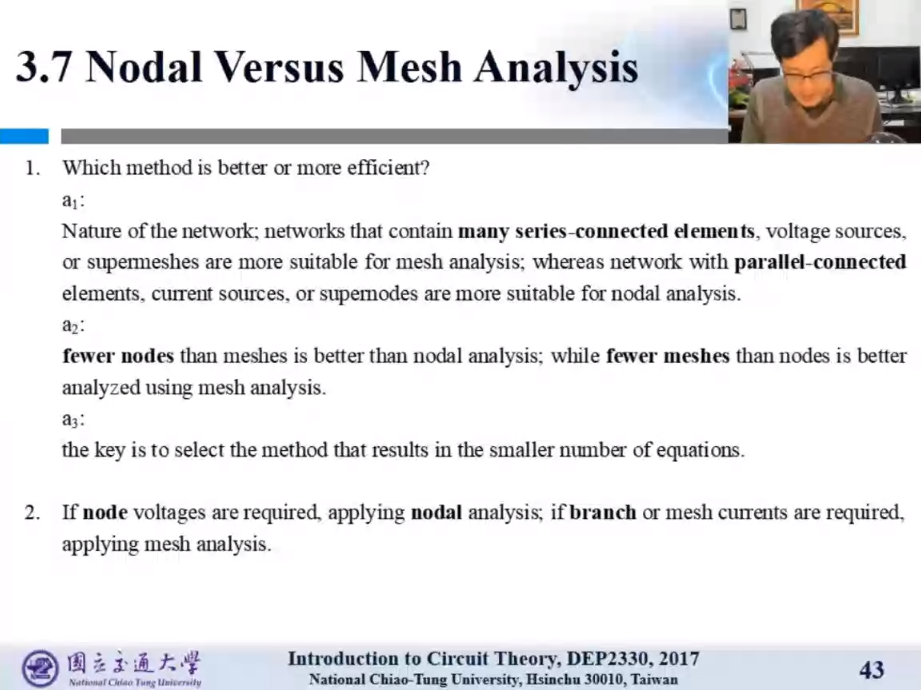 3.7 Nodal Versus Mesh Analysis
1. Which method is better or more efficient?
a₁:
Nature of the network; networks that contain many series-connected elements, voltage sources,
or supermeshes are more suitable for mesh analysis; whereas network with parallel-connected
elements, current sources, or supernodes are more suitable for nodal analysis.
a₂:
fewer nodes than meshes is better than nodal analysis; while fewer meshes than nodes is better
analyzed using mesh analysis.
a₃:
the key is to select the method that results in the smaller number of equations.
2. If node voltages are required, applying nodal analysis; if branch or mesh currents are required,
applying mesh analysis.
國立交通大學
National Chiao Tung University
Introduction to Circuit Theory, DEP2330, 2017
National Chiao-Tung University, Hsinchu 30010, Taiwan
43